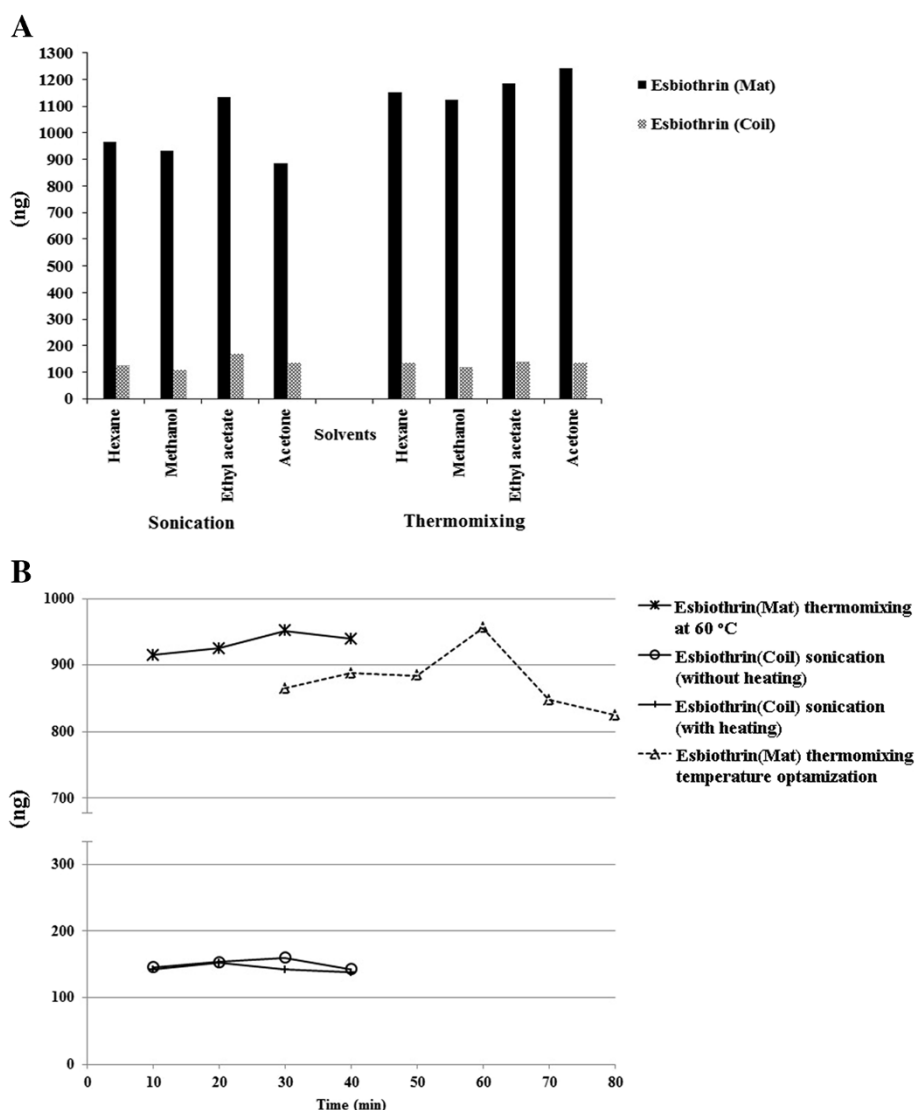 A
1300
1200
1100
1000
900
800
700
600
500
400
300
200
100
0
(ng)
Esbiothrin (Mat)
Esbiothrin (Coil)
Hexane
Methanol
Ethyl acetate
Acetone
Solvents
Hexane
Methanol
Ethyl acetate
Acetone
Sonication
Thermomixing
B
1000
900
800
700
300
200
100
0
(ng)
Esbiothrin(Mat) thermomixing
at 60 °C
Esbiothrin(Coil) sonication
(without heating)
Esbiothrin(Coil) sonication
(with heating)
Esbiothrin(Mat) thermomixing
temperature optamization
0 10 20 30 40 50 60 70 80
Time (min)